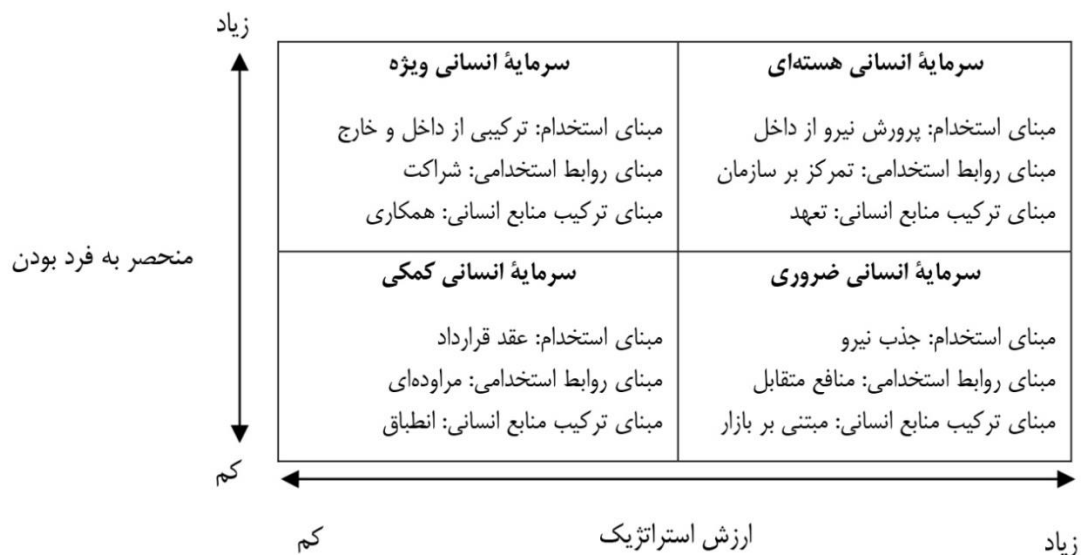 زیاد
سرمایهٔ انسانی هسته‌ای
مبنای استخدام: پرورش نیرو از داخل
مبنای روابط استخدامی: تمرکز بر سازمان
مبنای ترکیب منابع انسانی: تعهد
سرمایهٔ انسانی ویژه
مبنای استخدام: ترکیبی از داخل و خارج
مبنای روابط استخدامی: شراکت
مبنای ترکیب منابع انسانی: همکاری
منحصر به فرد بودن
سرمایهٔ انسانی ضروری
مبنای استخدام: جذب نیرو
مبنای روابط استخدامی: منافع متقابل
مبنای ترکیب منابع انسانی: مبتنی بر بازار
سرمایهٔ انسانی کمکی
مبنای استخدام: عقد قرارداد
مبنای روابط استخدامی: مراوده‌ای
مبنای ترکیب منابع انسانی: انطباق
کم
زیاد
ارزش استراتژیک
کم